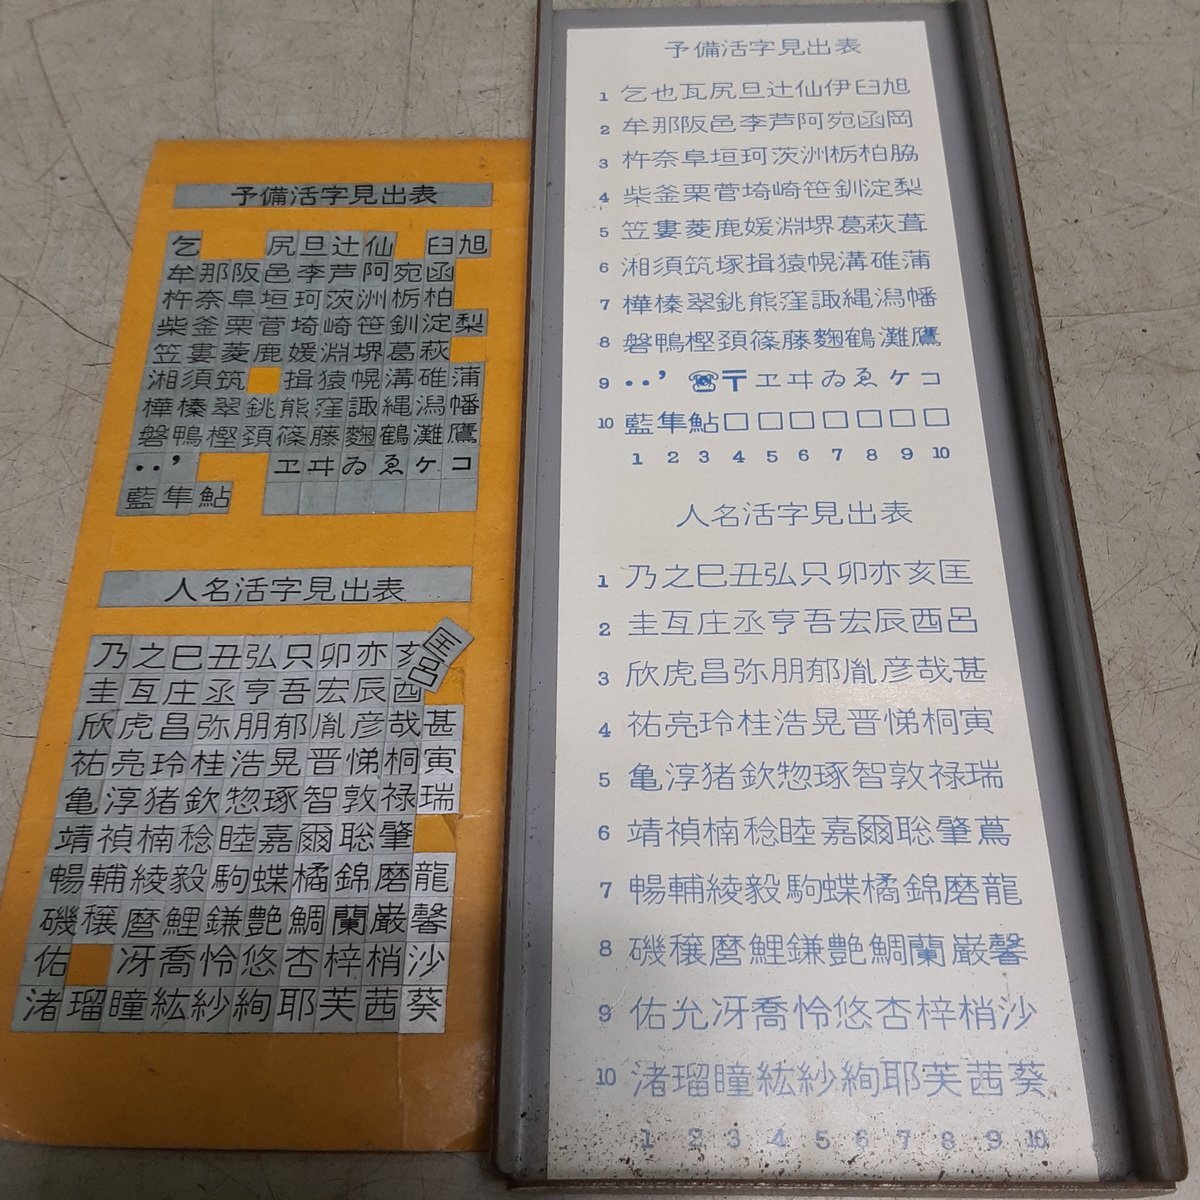 予備活字見出表
乞 尻旦辻仙 臼旭
牟那阪邑李芦阿宛函
杵奈阜垣珂茨洲栃柏
柴釜栗菅埼崎笹釧淀梨
笠婁菱鹿媛淵堺葛萩
湘須筑 揖猿幌溝碓蒲
樺榛翠銚熊窪諏縄潟幡
磐鴨樫頚篠藤麴鶴灘鷹
••’ ヱヰゐゑヶコ
藍隼鮎
人名活字見出表
乃之巳丑弘只卯亦亥匡
圭亙庄丞亨吾宏辰酉呂
欣虎昌弥朋郁胤彦哉甚
祐亮玲桂浩晃晋悌桐寅
亀淳猪欽惣琢智敦禄瑞
靖禎楠稔睦嘉爾聡肇
暢輔綾毅駒蝶橘錦磨龍
磯穣麿鯉鎌艶鯛蘭巌馨
佑 冴喬怜悠杏梓梢沙
渚瑠瞳紘紗絢耶芙茜葵
予備活字見出表
1 乞也瓦尻旦辻仙伊臼旭
2 牟那阪邑李芦阿宛函岡
3 杵奈阜垣珂茨洲栃柏脇
4 柴釜栗菅埼崎笹釧淀梨
5 笠婁菱鹿媛淵堺葛萩葺
6 湘須筑塚揖猿幌溝碓蒲
7 樺榛翠銚熊窪諏縄潟幡
8 磐鴨樫頚篠藤麴鶴灘鷹
9 ••’ ☎〒ヱヰゐゑヶコ
10 藍隼鮎□□□□□□□
1 2 3 4 5 6 7 8 9 10
人名活字見出表
1 乃之巳丑弘只卯亦亥匡
2 圭亙庄丞亨吾宏辰酉呂
3 欣虎昌弥朋郁胤彦哉甚
4 祐亮玲桂浩晃晋悌桐寅
5 亀淳猪欽惣琢智敦禄瑞
6 靖禎楠稔睦嘉爾聡肇蔦
7 暢輔綾毅駒蝶橘錦磨龍
8 磯穣麿鯉鎌艶鯛蘭巌馨
9 佑允冴喬怜悠杏梓梢沙
10 渚瑠瞳紘紗絢耶芙茜葵
1 2 3 4 5 6 7 8 9 10